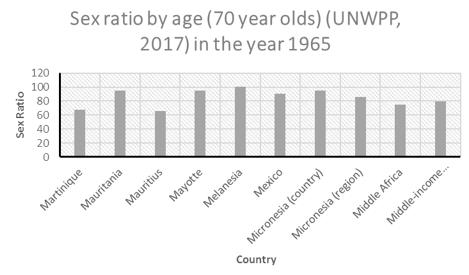 Sex ratio by age (70 year olds) (UNWPP,
2017) in the year 1965
120
100
80
60
40
20
0
Sex Ratio
Martinique
Mauritania
Mauritius
Mayotte
Melanesia
Mexico
Micronesia (country)
Micronesia (region)
Middle Africa
Middle-income...
Country